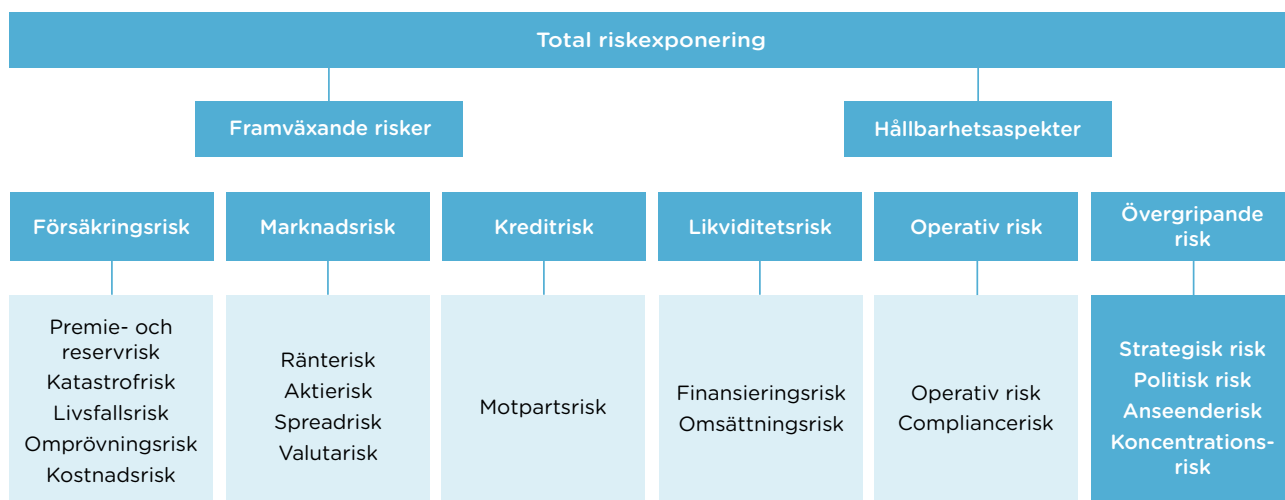 Total riskexponering
Framväxande risker
Hållbarhetsaspekter
Försäkringsrisk
Marknadsrisk
Kreditrisk
Likviditetsrisk
Operativ risk
Övergripande
risk
Premie- och
reservrisk
Katastrofrisk
Livsfallsrisk
Omprövningsrisk
Kostnadsrisk
Ränterisk
Aktierisk
Spreadrisk
Valutarisk
Motpartsrisk
Finansieringsrisk
Omsättningsrisk
Operativ risk
Compliancerisk
Strategisk risk
Politisk risk
Anseenderisk
Koncentrations-
risk